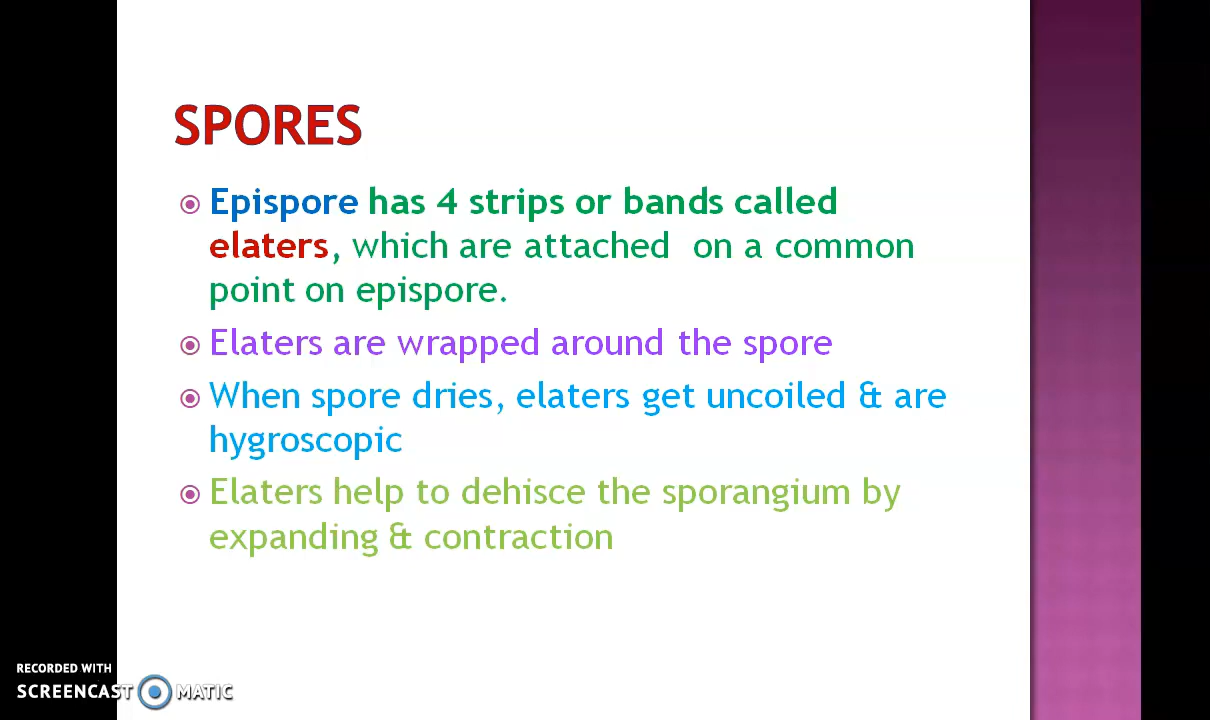 SPORES
Epispore has 4 strips or bands called
elaters, which are attached on a common
point on epispore.
Elaters are wrapped around the spore
When spore dries, elaters get uncoiled & are
hygroscopic
Elaters help to dehisce the sporangium by
expanding & contraction
RECORDED WITH
SCREENCAST MATIC